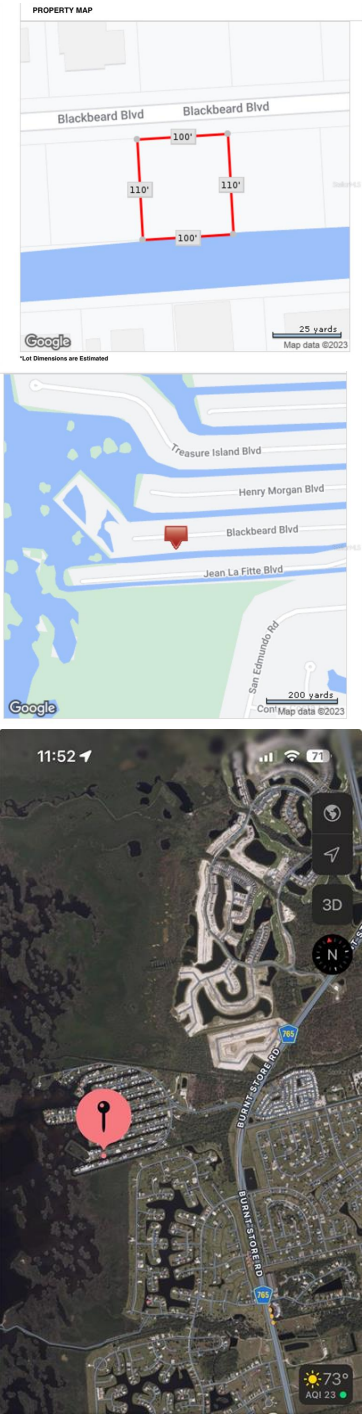 PROPERTY MAP
Blackbeard Blvd Blackbeard Blvd
100'
110' 110'
100'
25 yards
Google Map data ©2023
*Lot Dimensions are Estimated
Treasure Island Blvd
Henry Morgan Blvd
Blackbeard Blvd
Jean La Fitte Blvd
San Edmundo Rd
200 yards
Google Map data ©2023
11:52 71
3D
N
765
BURNT STORE RD
BURNT STORE RD
765
73°
AQI 23